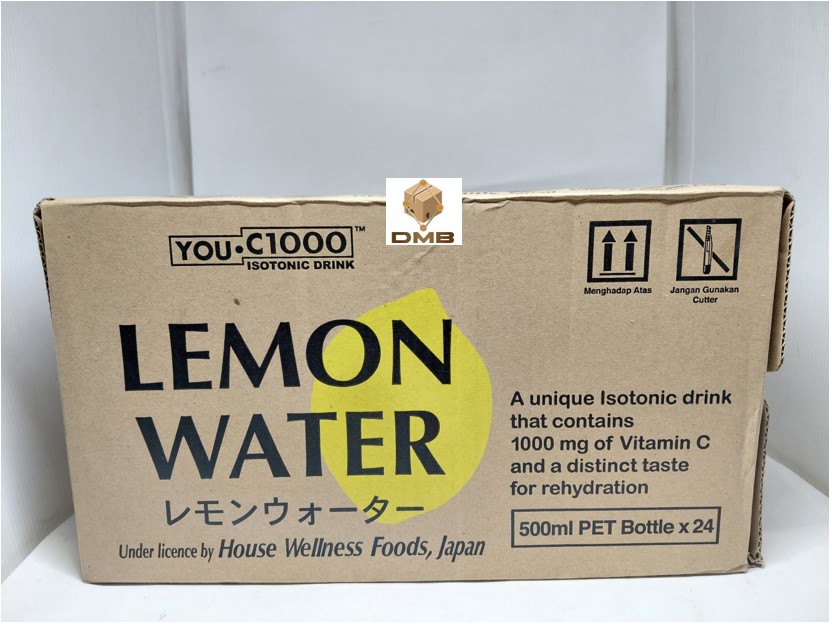 DMB
YOU•C1000™
ISOTONIC DRINK
Menghadap Atas
Jangan Gunakan
Cutter
LEMON
WATER
レモンウォーター
Under licence by House Wellness Foods, Japan
A unique Isotonic drink
that contains
1000 mg of Vitamin C
and a distinct taste
for rehydration
500ml PET Bottle x 24